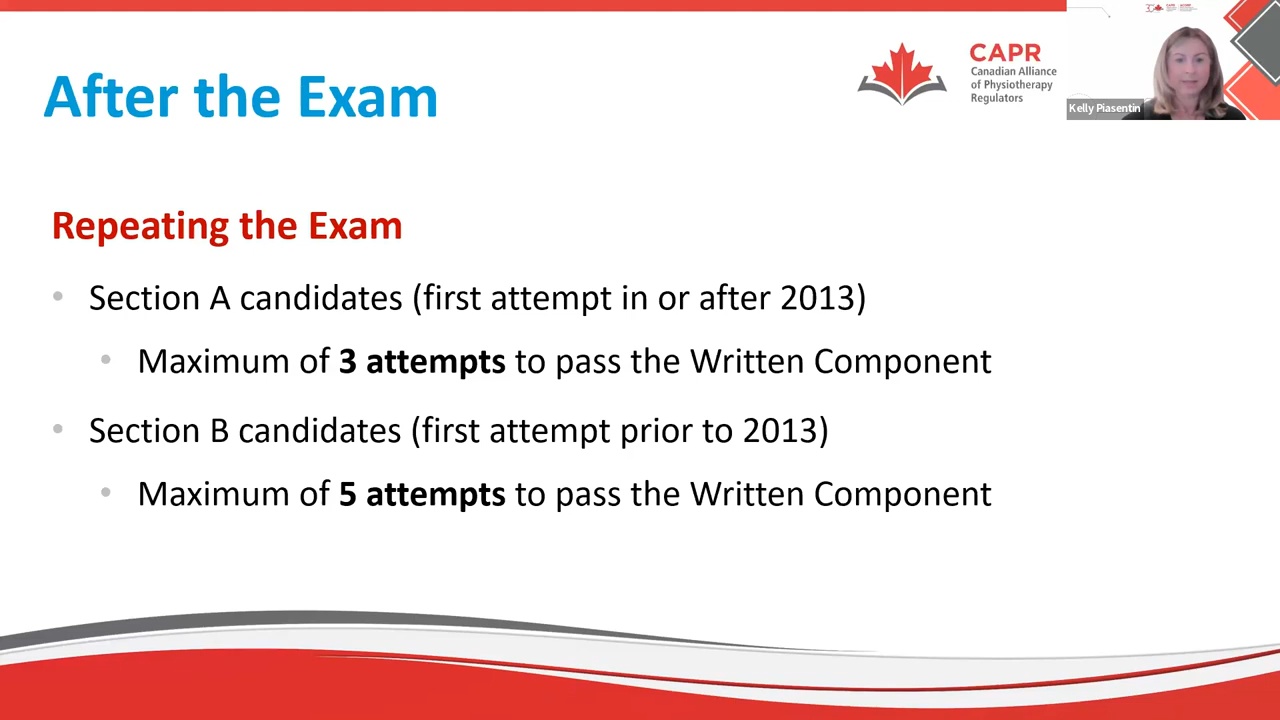 After the Exam
CAPR
Canadian Alliance
of Physiotherapy
Regulators
Kelly Piasentin
Repeating the Exam
• Section A candidates (first attempt in or after 2013)
• Maximum of 3 attempts to pass the Written Component
• Section B candidates (first attempt prior to 2013)
• Maximum of 5 attempts to pass the Written Component